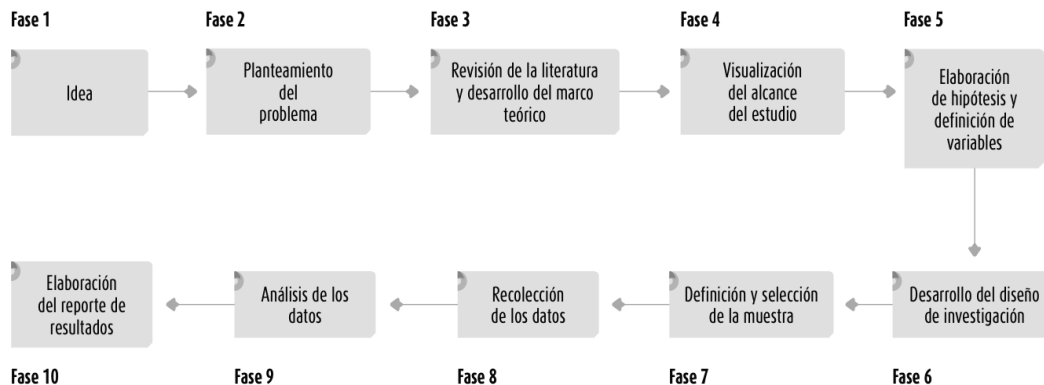 Fase 1
Fase 2
Fase 3
Fase 4
Fase 5
Idea
Planteamiento
del
problema
Revisión de la literatura
y desarrollo del marco
teórico
Visualización
del alcance
del estudio
Elaboración
de hipótesis y
definición de
variables
Desarrollo del diseño
de investigación
Definición y selección
de la muestra
Recolección
de los datos
Análisis de los
datos
Elaboración
del reporte de
resultados
Fase 10
Fase 9
Fase 8
Fase 7
Fase 6